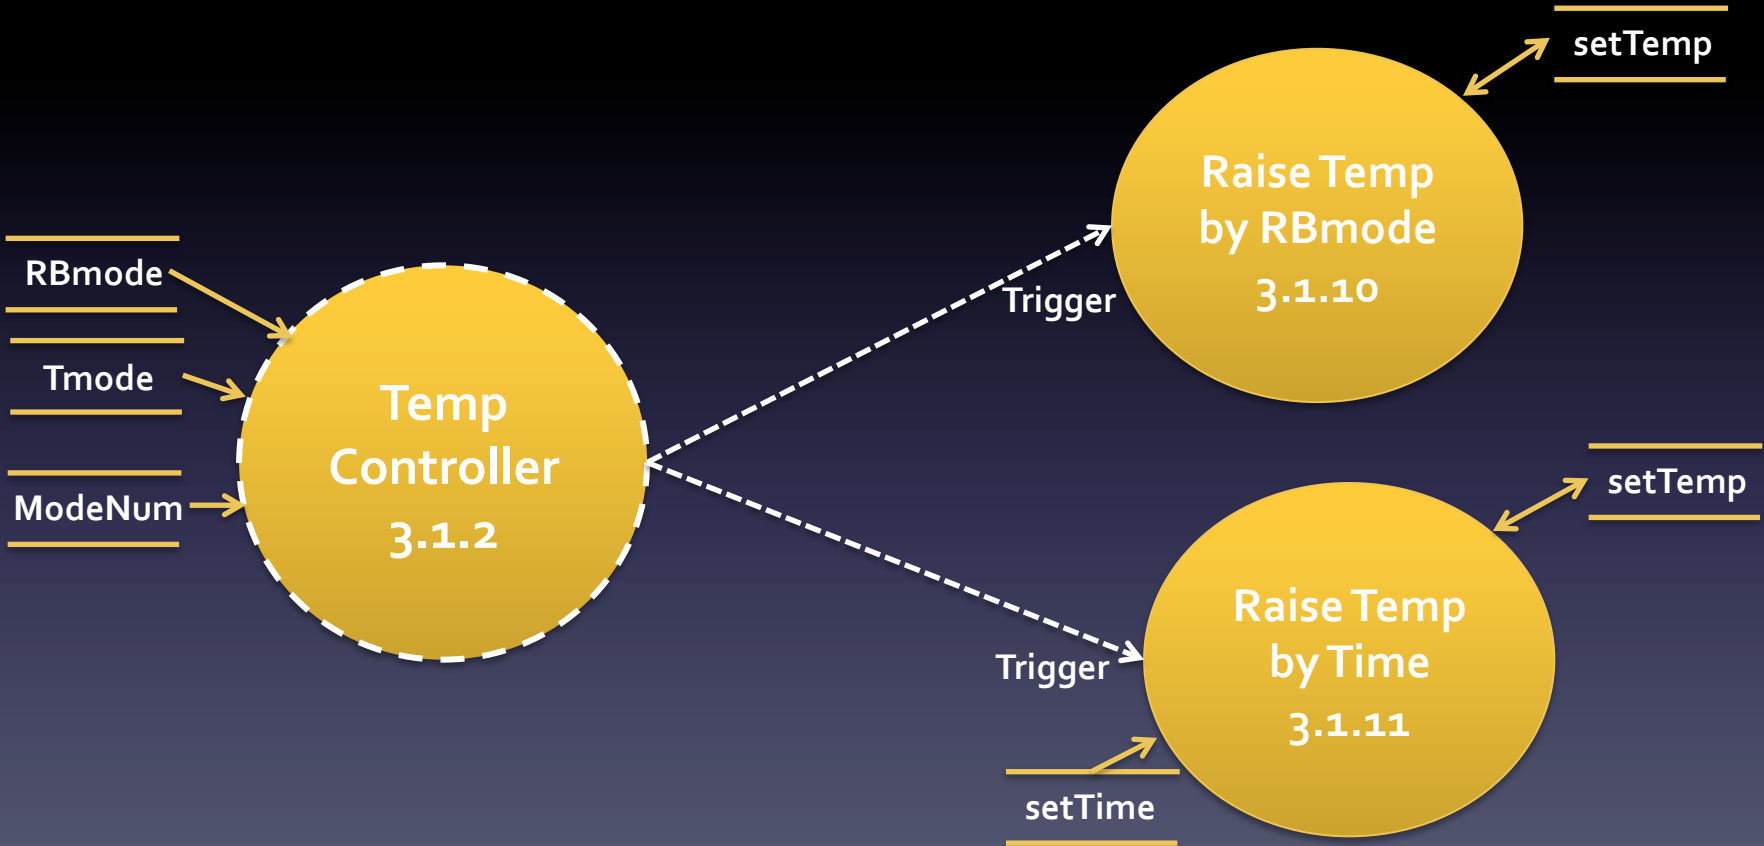 RBmode
Tmode
ModeNum
Temp
Controller
3.1.2
Trigger
Trigger
Raise Temp
by RBmode
3.1.10
setTemp
Raise Temp
by Time
3.1.11
setTemp
setTime